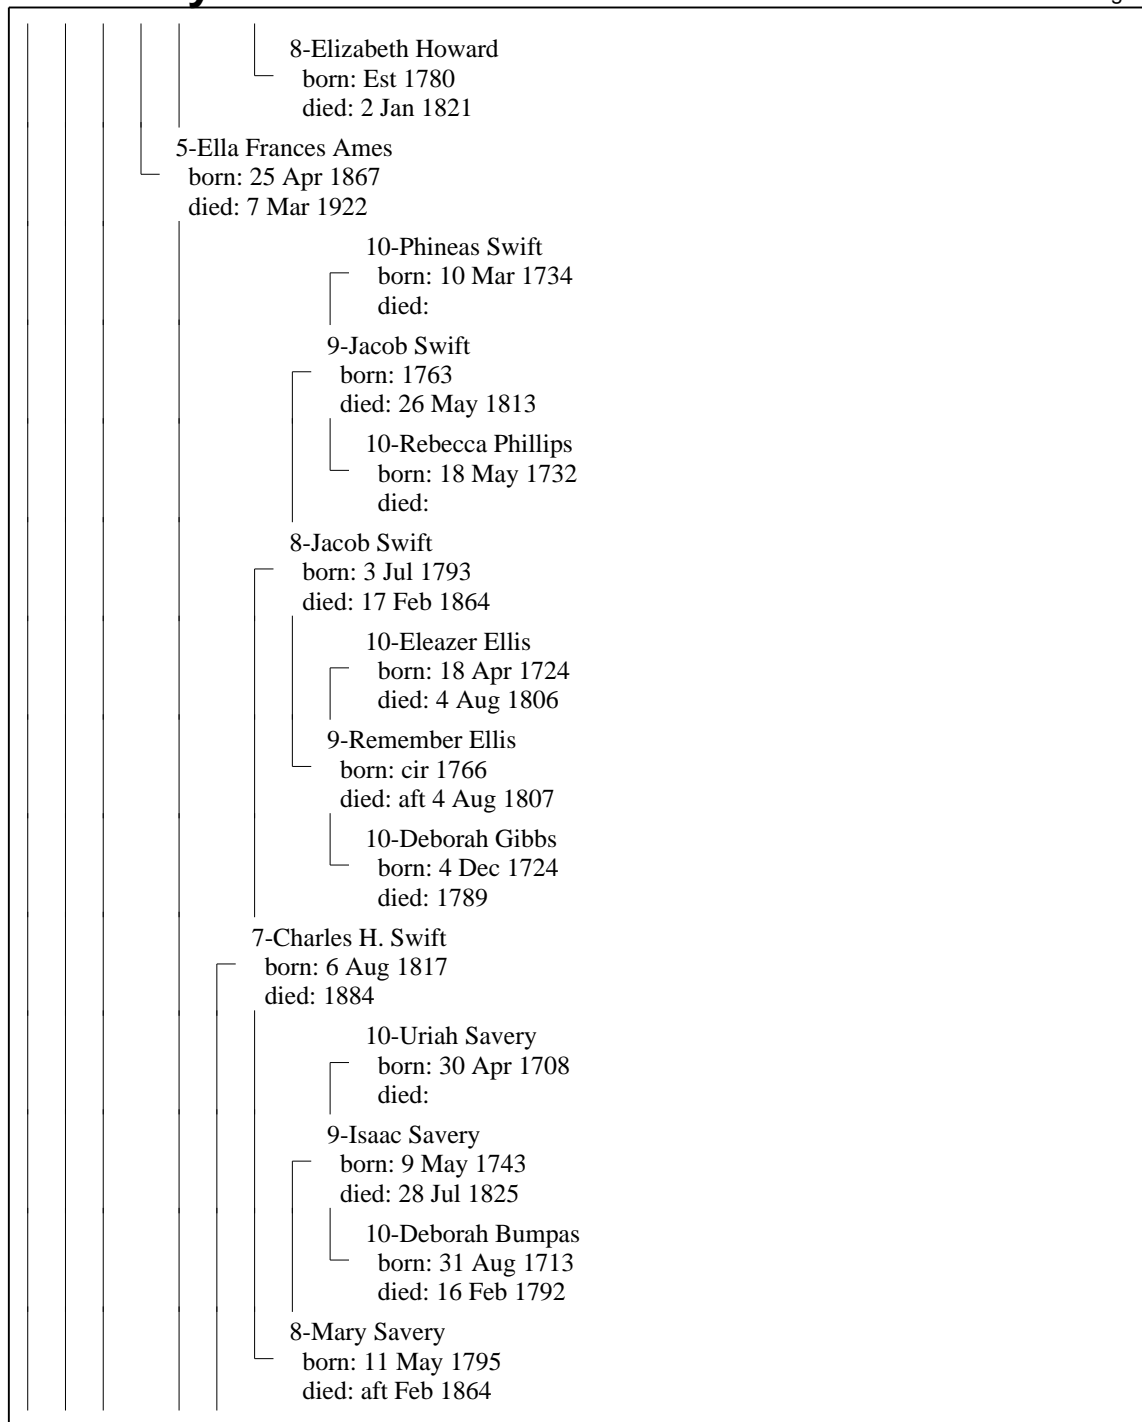 8-Elizabeth Howard
born: Est 1780
died: 2 Jan 1821
5-Ella Frances Ames
born: 25 Apr 1867
died: 7 Mar 1922
10-Phineas Swift
born: 10 Mar 1734
died:
9-Jacob Swift
born: 1763
died: 26 May 1813
10-Rebecca Phillips
born: 18 May 1732
died:
8-Jacob Swift
born: 3 Jul 1793
died: 17 Feb 1864
10-Eleazer Ellis
born: 18 Apr 1724
died: 4 Aug 1806
9-Remember Ellis
born: cir 1766
died: aft 4 Aug 1807
10-Deborah Gibbs
born: 4 Dec 1724
died: 1789
7-Charles H. Swift
born: 6 Aug 1817
died: 1884
10-Uriah Savery
born: 30 Apr 1708
died:
9-Isaac Savery
born: 9 May 1743
died: 28 Jul 1825
10-Deborah Bumpas
born: 31 Aug 1713
died: 16 Feb 1792
8-Mary Savery
born: 11 May 1795
died: aft Feb 1864